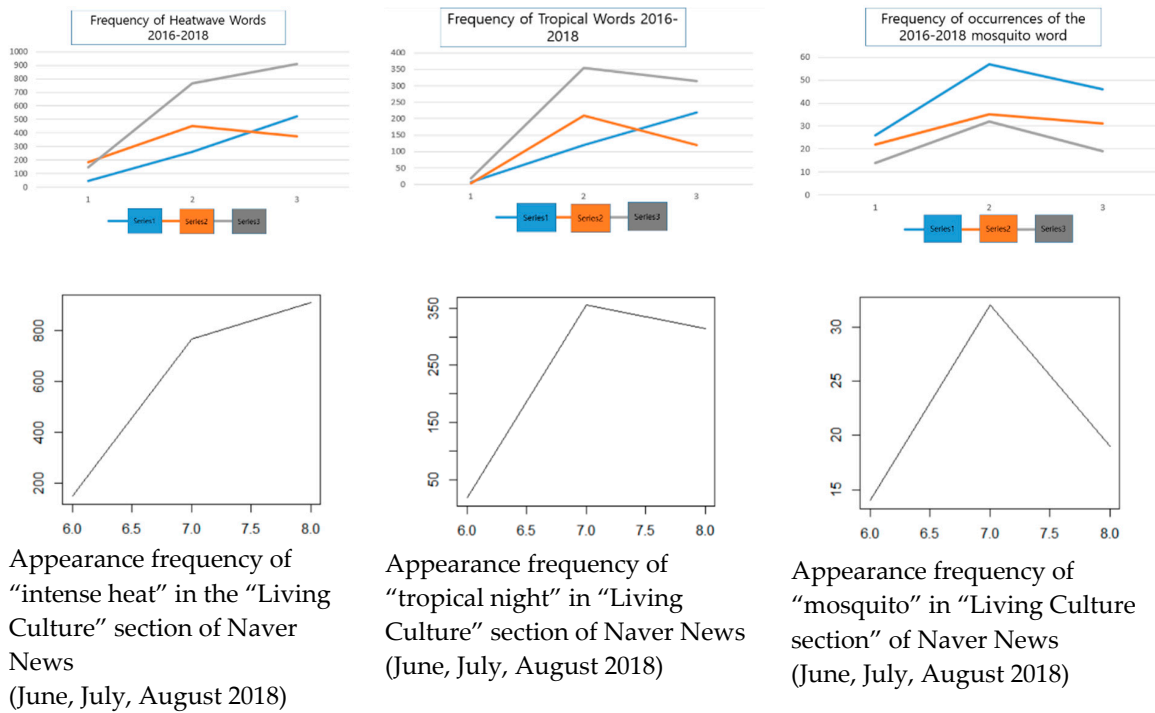 Frequency of Heatwave Words
2016-2018
1000
900
800
700
600
500
400
300
200
100
0
1
2
3
Series1
Series2
Series3
Frequency of Tropical Words 2016-
2018
400
350
300
250
200
150
100
50
0
1
2
3
Series1
Series2
Series3
Frequency of occurrences of the
2016-2018 mosquito word
60
50
40
30
20
10
0
1
2
3
Series1
Series2
Series3
800
600
400
200
6.0
6.5
7.0
7.5
8.0
Appearance frequency of
“intense heat” in the “Living
Culture” section of Naver
News
(June, July, August 2018)
350
250
150
50
6.0
6.5
7.0
7.5
8.0
Appearance frequency of
“tropical night” in “Living
Culture” section of Naver News
(June, July, August 2018)
30
25
20
15
6.0
6.5
7.0
7.5
8.0
Appearance frequency of
“mosquito” in “Living Culture
section” of Naver News
(June, July, August 2018)